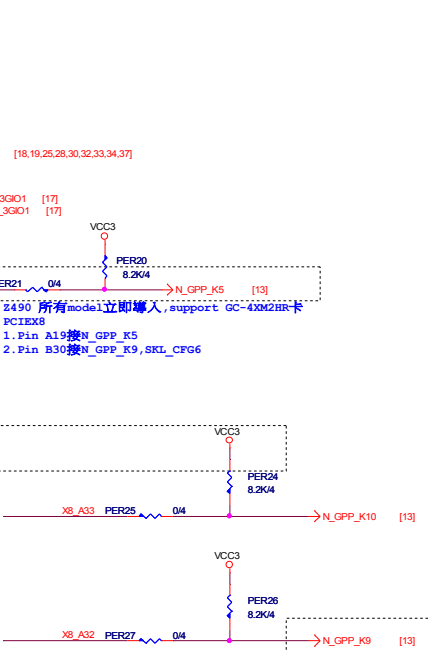 [18,19,25,28,30,32,33,34,37]
3GIO1 [17]
_3GIO1 [17]
VCC3
PER20
8.2K/4
ER21 0/4 N_GPP_K5 [13]
Z490 所有model立即導入,support GC-4XM2HR卡
PCIEX8
1.Pin A19接N_GPP_K5
2.Pin B30接N_GPP_K9,SKL_CFG6
VCC3
PER24
8.2K/4
X8_A33 PER25 0/4 N_GPP_K10 [13]
VCC3
PER26
8.2K/4
X8_A32 PER27 0/4 N_GPP_K9 [13]